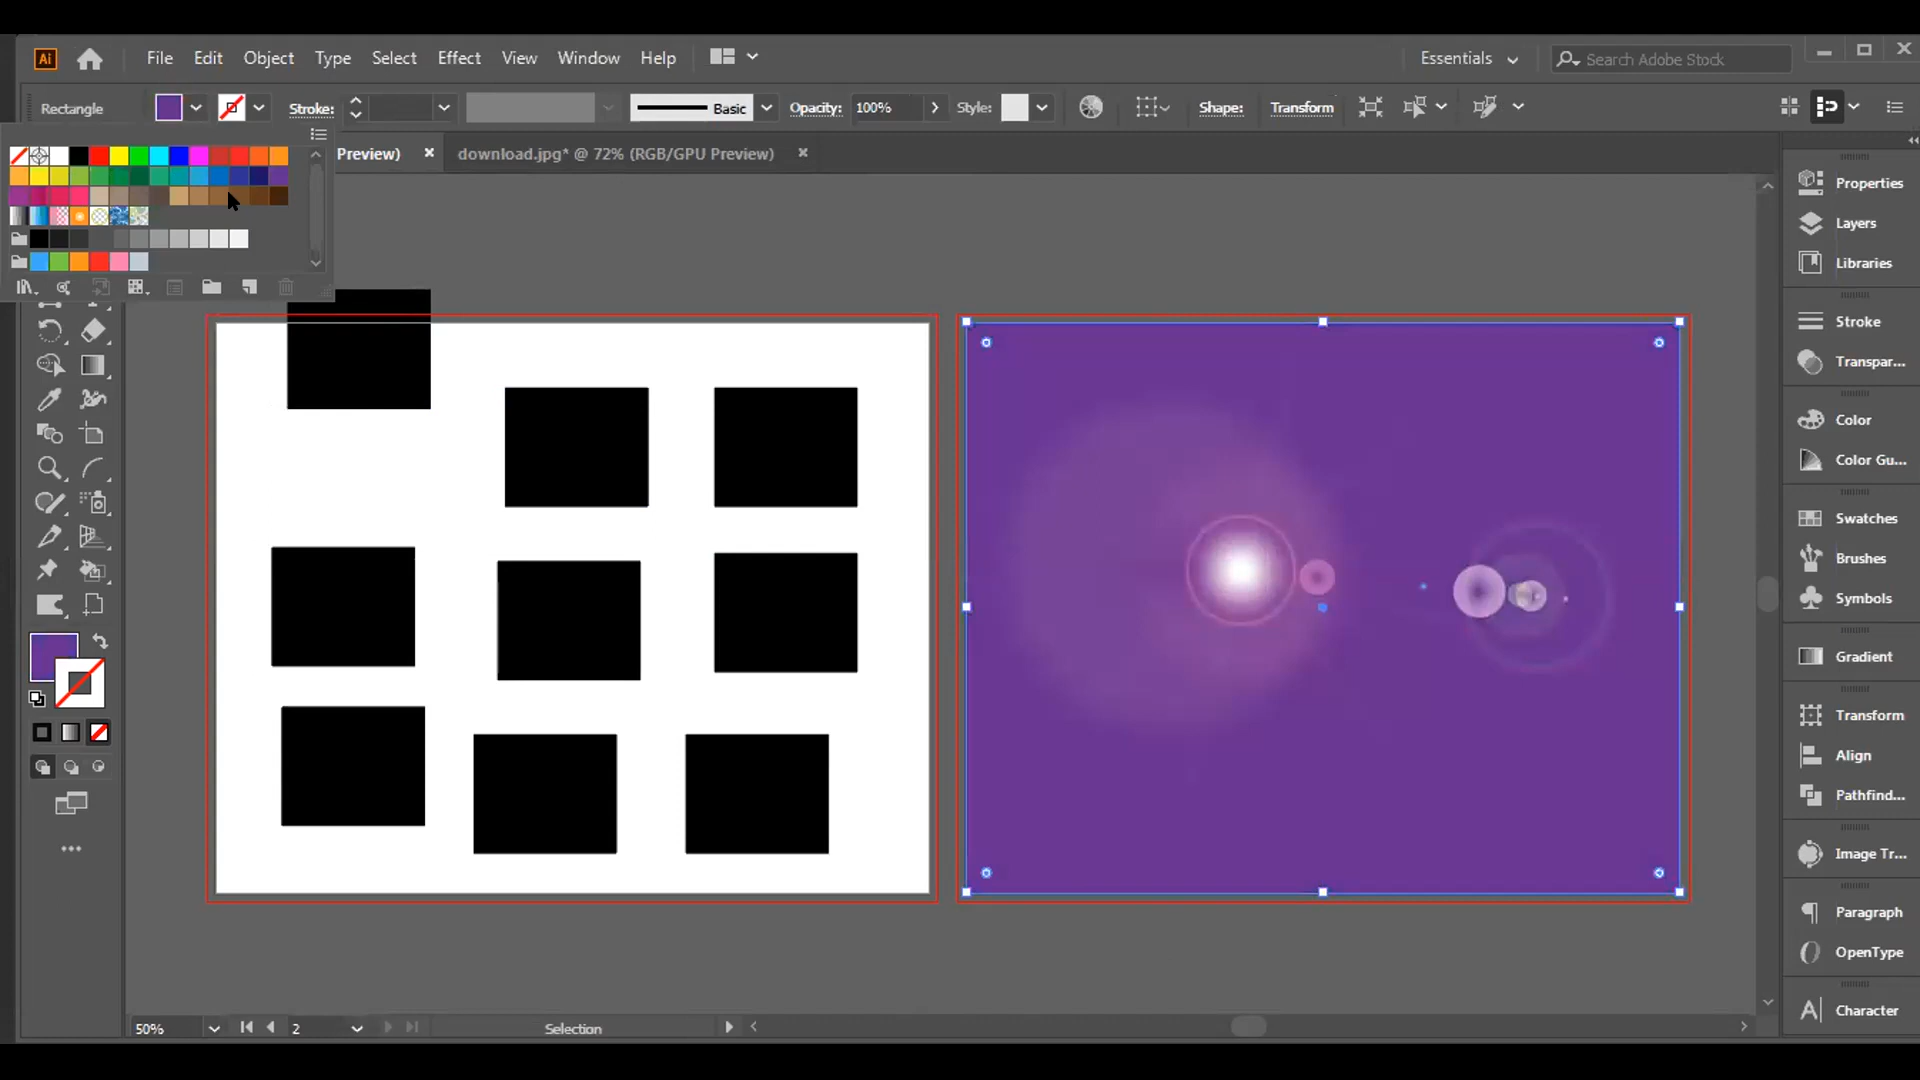 Ai File Edit Object Type Select Effect View Window Help Essentials Search Adobe Stock
Rectangle Stroke: Basic Opacity: 100% Style: Shape: Transform
Preview) × download.jpg* @ 72% (RGB/GPU Preview) ×
Properties
Layers
Libraries
Stroke
Transpar...
Color
Color Gu...
Swatches
Brushes
Symbols
Gradient
Transform
Align
Pathfind...
Image Tr...
Paragraph
OpenType
Character
50% 2 Selection